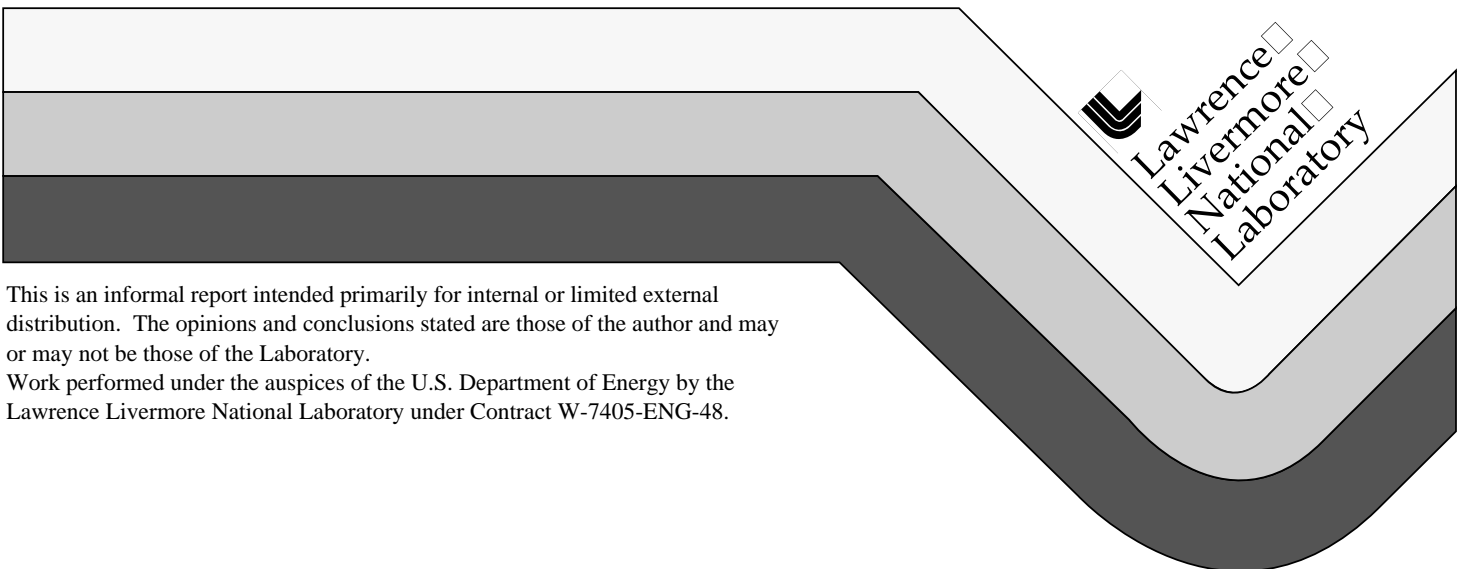 Lawrence
Livermore
National
Laboratory
This is an informal report intended primarily for internal or limited external
distribution.  The opinions and conclusions stated are those of the author and may
or may not be those of the Laboratory.
Work performed under the auspices of the U.S. Department of Energy by the
Lawrence Livermore National Laboratory under Contract W-7405-ENG-48.